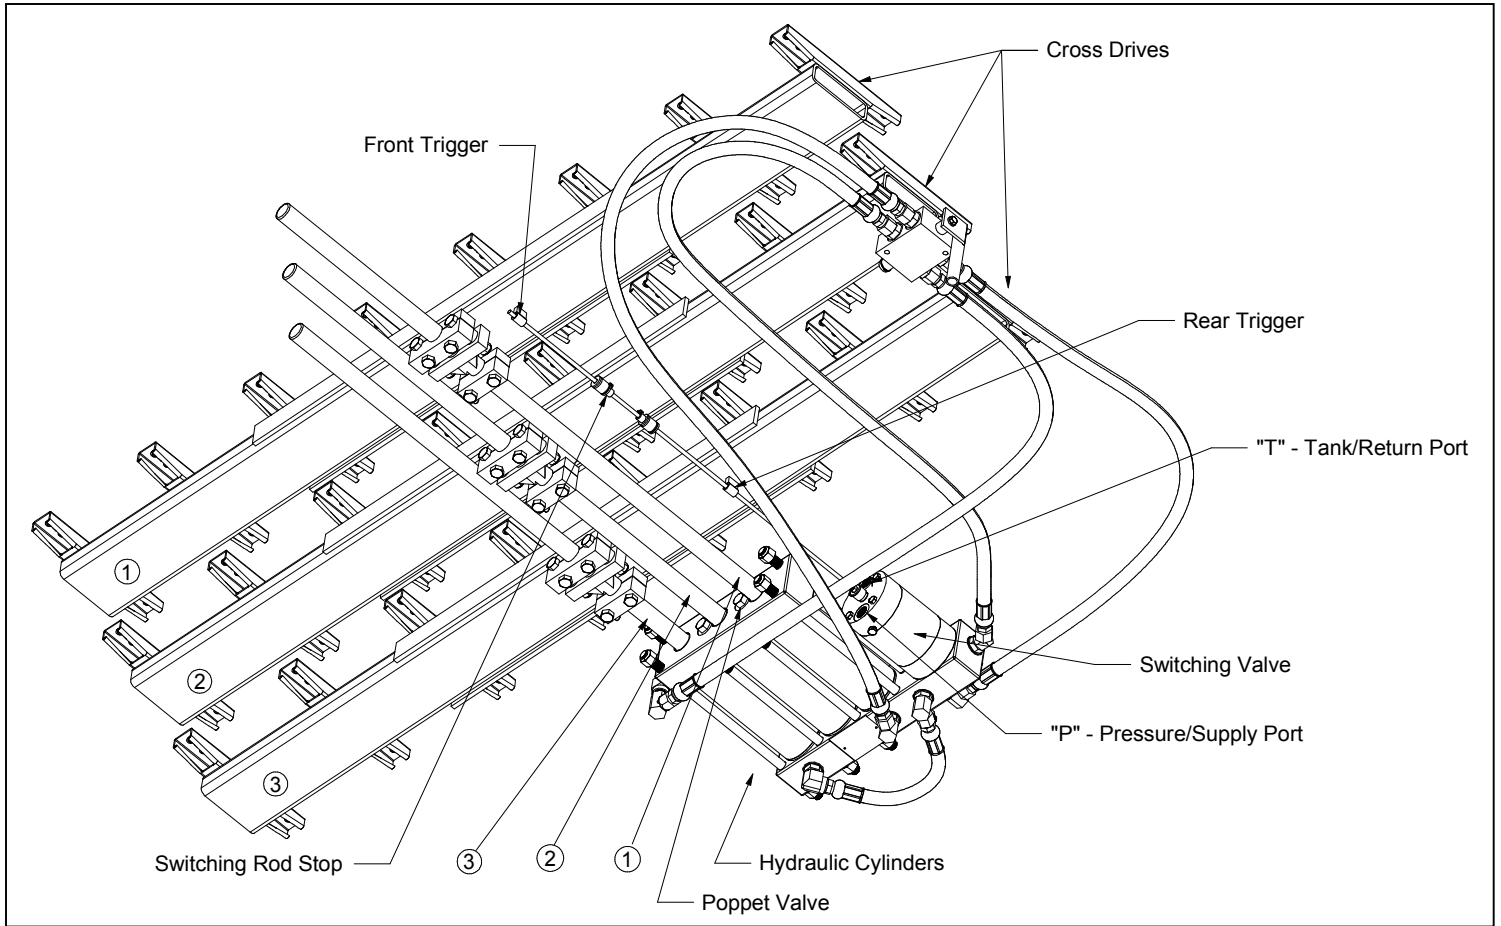 Cross Drives
Front Trigger
Rear Trigger
"T" - Tank/Return Port
1
2
Switching Valve
"P" - Pressure/Supply Port
3
Switching Rod Stop
3
2
1
Hydraulic Cylinders
Poppet Valve